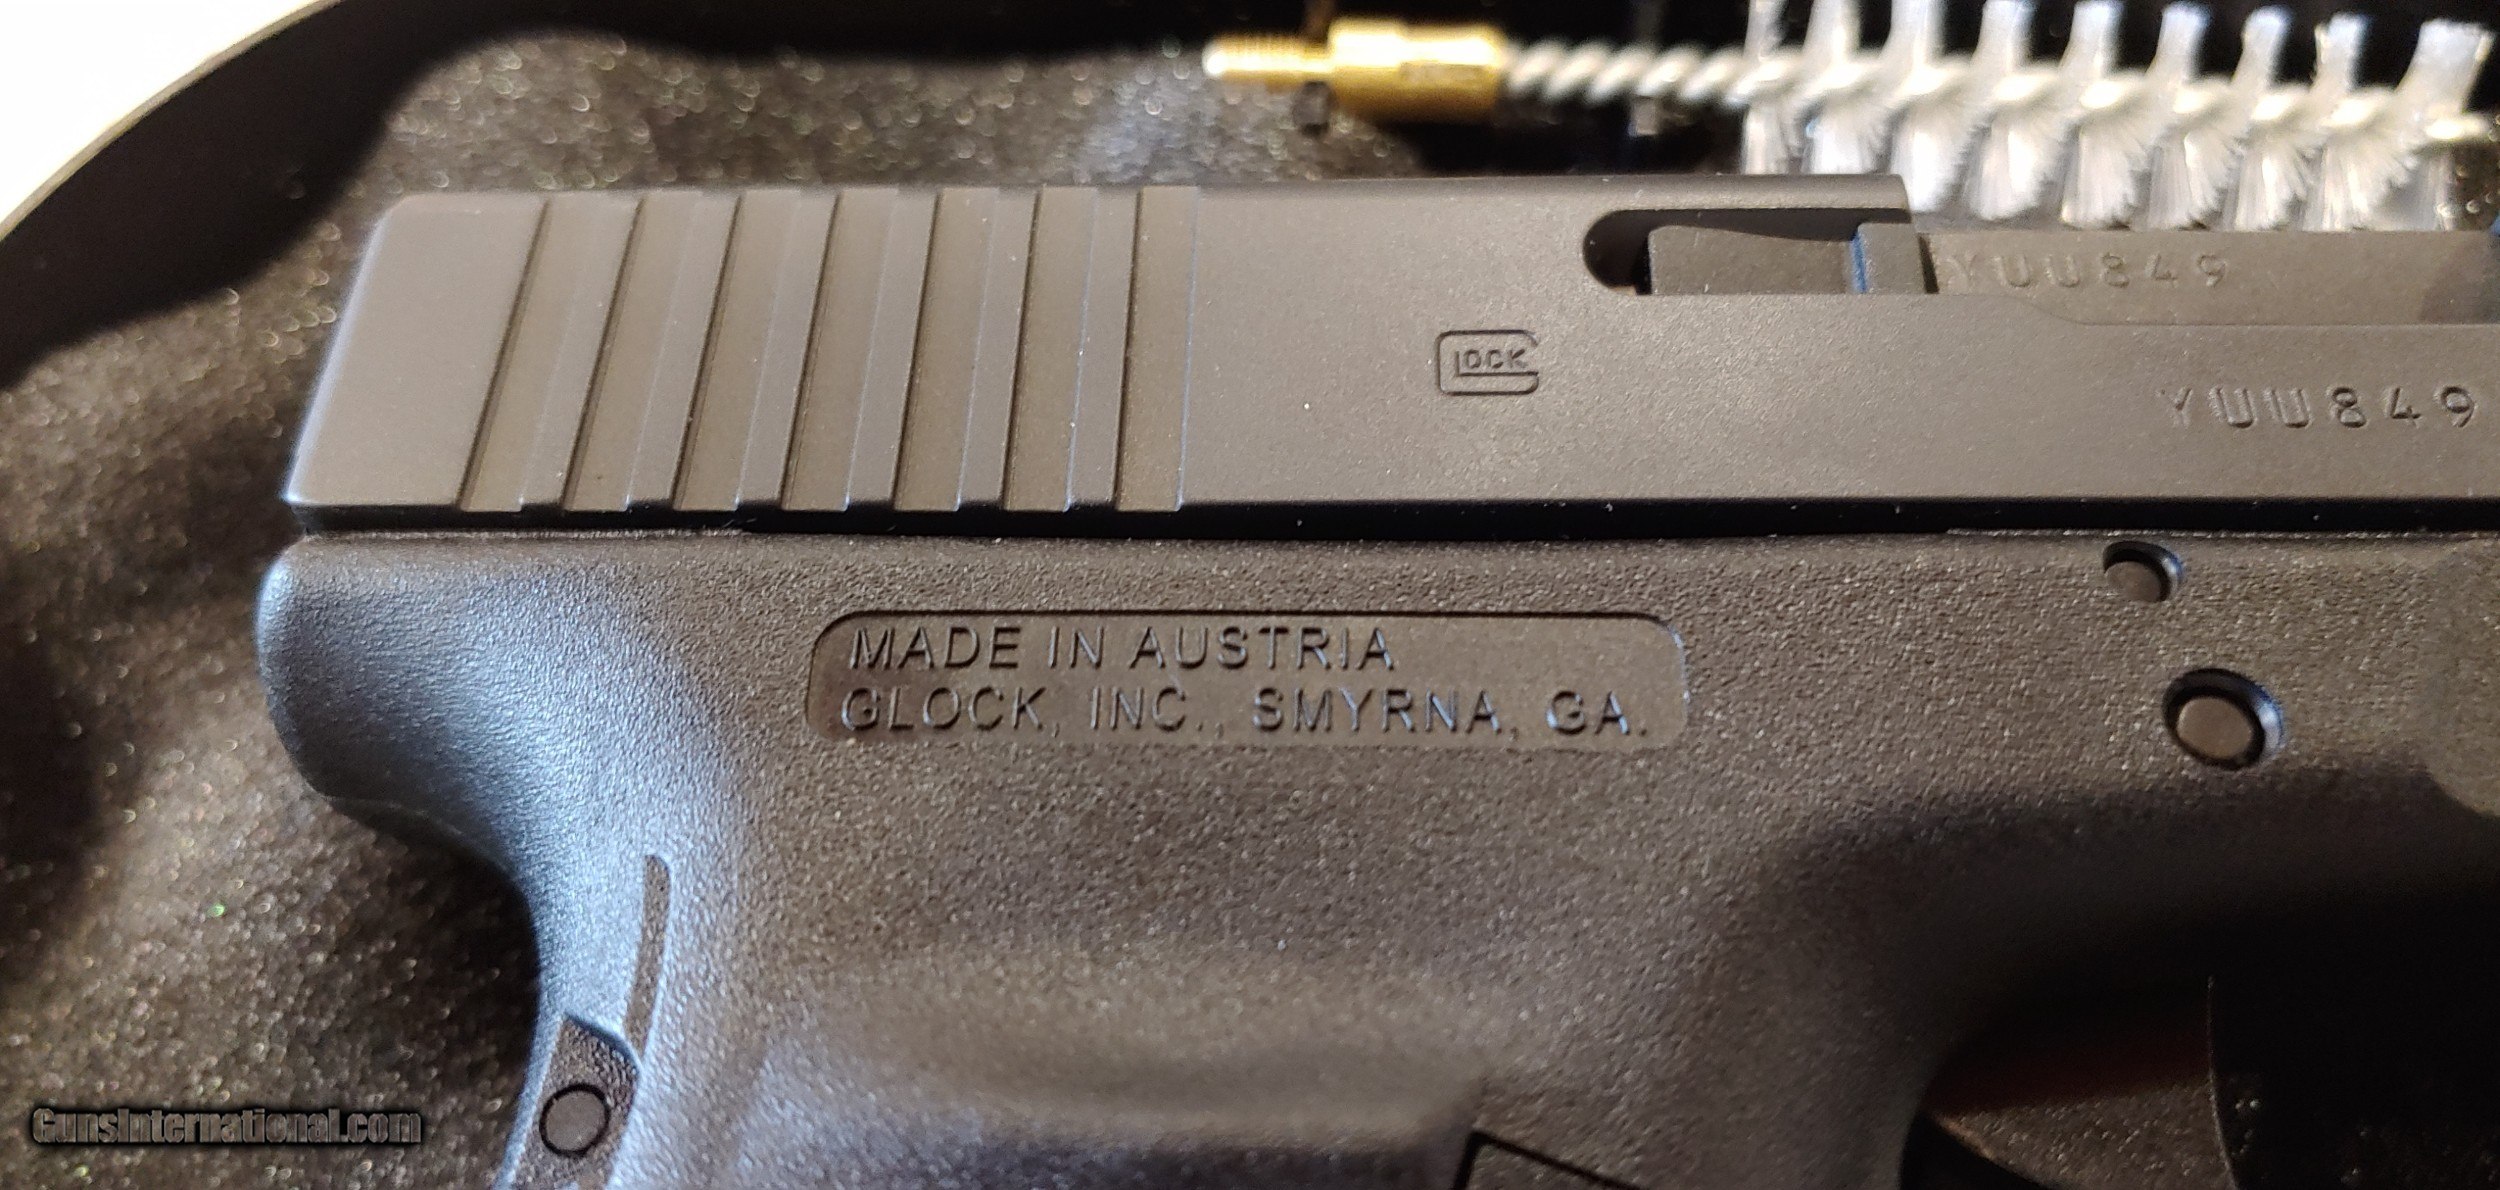 YUU849
GLOCK
YUU849
MADE IN AUSTRIA
GLOCK, INC., SMYRNA, GA.
GunsInternational.com